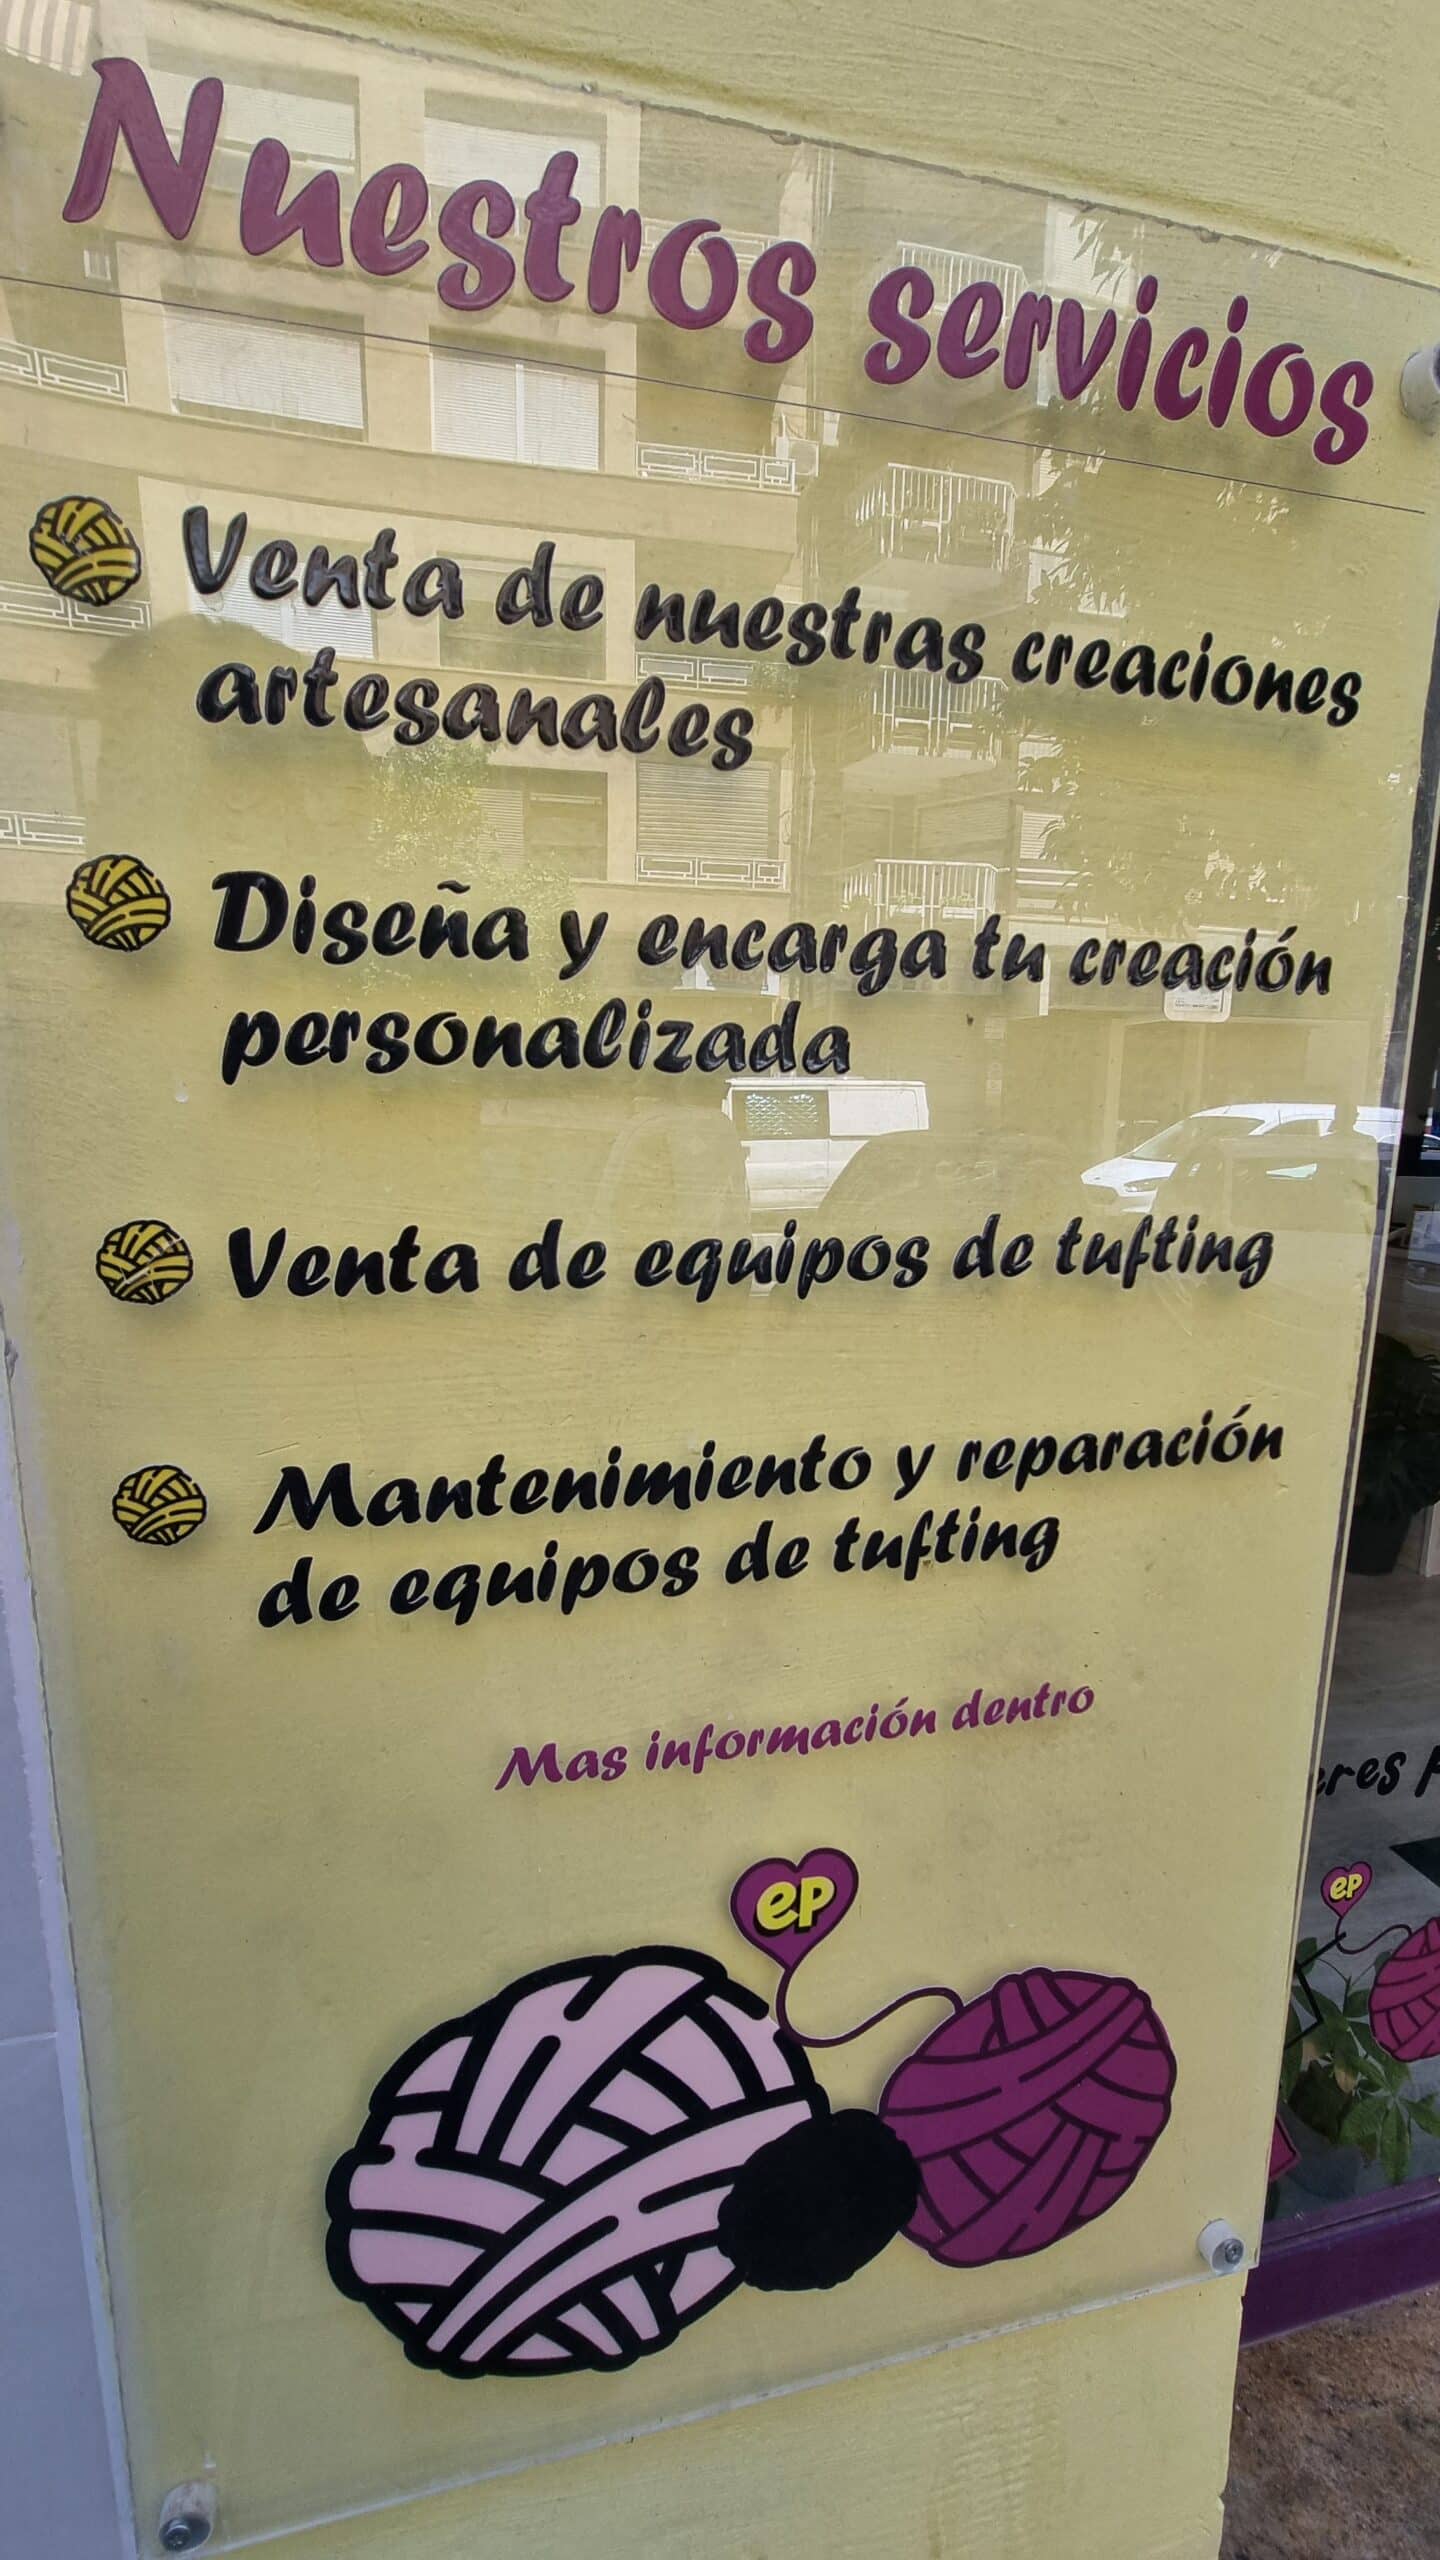 Nuestros servicios
Venta de nuestras creaciones
artesanales
Diseña y encarga tu creación
personalizada
Venta de equipos de tufting
Mantenimiento y reparación
de equipos de tufting
Mas información dentro
ep
ep